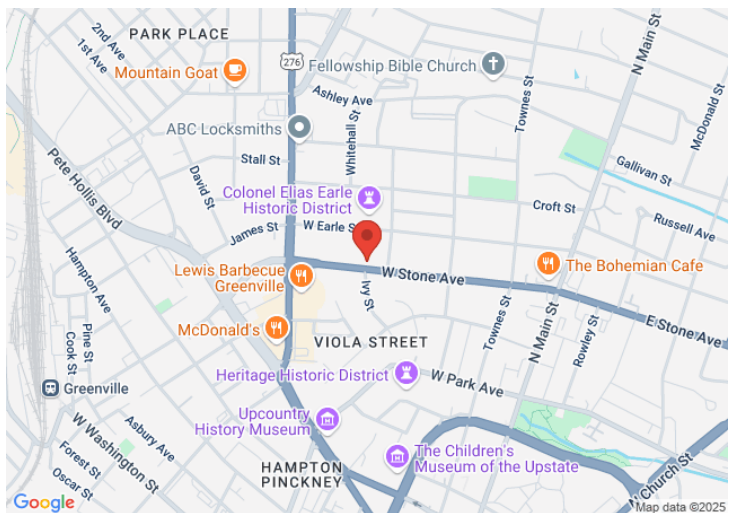 PARK PLACE
2nd Ave
1st Ave
Mountain Goat
276
Fellowship Bible Church
Ashley Ave
ABC Locksmiths
Whitehall St
Townes St
N Main St
McDonald St
Stall St
Gallivan St
Pete Hollis Blvd
David St
Colonel Elias Earle
Historic District
Croft St
Russell Ave
James St
W Earle S
Hampton Ave
Lewis Barbecue
Greenville
W Stone Ave
The Bohemian Cafe
Ivy St
E Stone Ave
McDonald's
Pine St
Cook St
VIOLA STREET
Townes St
N Main St
Rowley St
Greenville
Heritage Historic District
W Park Ave
W Washington St
Asbury Ave
Upcountry
History Museum
Forest St
Oscar St
HAMPTON
PINCKNEY
The Children's
Museum of the Upstate
N Church St
Google
Map data ©2025